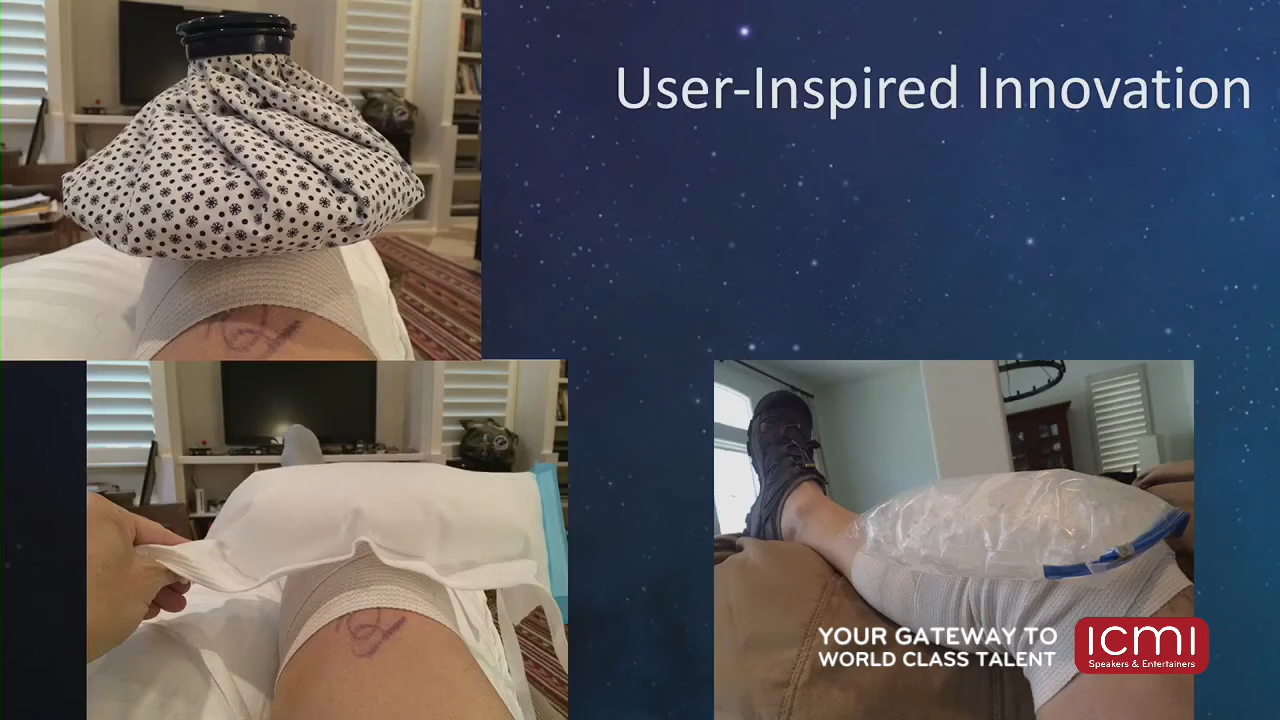 User-Inspired Innovation
YOUR GATEWAY TO
WORLD CLASS TALENT
ICMI
Speakers & Entertainers